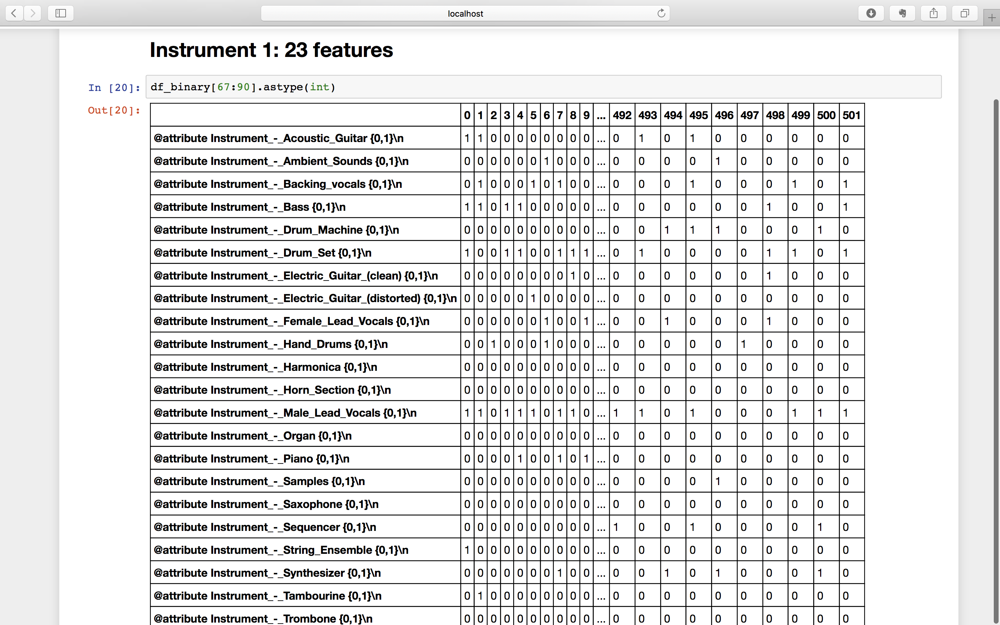 localhost
Instrument 1: 23 features
In [20]: df_binary[67:90].astype(int)
Out[20]:
0 1 2 3 4 5 6 7 8 9 ... 492 493 494 495 496 497 498 499 500 501
@attribute Instrument_-_Acoustic_Guitar {0,1}\n 1 1 0 0 0 0 0 0 0 0 ... 0 1 0 1 0 0 0 0 0 0
@attribute Instrument_-_Ambient_Sounds {0,1}\n 0 0 0 0 0 0 1 0 0 0 ... 0 0 0 0 1 0 0 0 0 0
@attribute Instrument_-_Backing_vocals {0,1}\n 0 1 0 0 0 1 0 1 0 0 ... 0 0 0 1 0 0 0 1 0 1
@attribute Instrument_-_Bass {0,1}\n 1 1 0 1 1 0 0 0 0 0 ... 0 0 0 0 0 0 1 0 0 1
@attribute Instrument_-_Drum_Machine {0,1}\n 0 0 0 0 0 0 0 0 0 0 ... 0 0 1 1 1 0 0 0 1 0
@attribute Instrument_-_Drum_Set {0,1}\n 1 0 0 1 1 0 0 1 1 1 ... 0 1 0 0 0 0 1 1 0 1
@attribute Instrument_-_Electric_Guitar_(clean) {0,1}\n 0 0 0 0 0 0 0 0 1 0 ... 0 0 0 0 0 0 1 0 0 0
@attribute Instrument_-_Electric_Guitar_(distorted) {0,1}\n 0 0 0 0 0 1 0 0 0 0 ... 0 0 0 0 0 0 0 0 0 0
@attribute Instrument_-_Female_Lead_Vocals {0,1}\n 0 0 0 0 0 0 1 0 0 1 ... 0 0 1 0 0 0 1 0 0 0
@attribute Instrument_-_Hand_Drums {0,1}\n 0 0 1 0 0 0 1 0 0 0 ... 0 0 0 0 0 1 0 0 0 0
@attribute Instrument_-_Harmonica {0,1}\n 0 0 0 0 0 0 0 0 0 0 ... 0 0 0 0 0 0 0 0 0 0
@attribute Instrument_-_Horn_Section {0,1}\n 0 0 0 0 0 0 0 0 0 0 ... 0 0 0 0 0 0 0 0 0 0
@attribute Instrument_-_Male_Lead_Vocals {0,1}\n 1 1 0 1 1 1 0 1 1 0 ... 1 1 0 1 0 0 0 1 1 1
@attribute Instrument_-_Organ {0,1}\n 0 0 0 0 0 0 0 0 0 0 ... 0 0 0 0 0 0 0 0 0 0
@attribute Instrument_-_Piano {0,1}\n 0 0 0 0 1 0 0 1 0 1 ... 0 0 0 0 0 0 0 0 0 0
@attribute Instrument_-_Samples {0,1}\n 0 0 0 0 0 0 0 0 0 0 ... 0 0 0 0 1 0 0 0 0 0
@attribute Instrument_-_Saxophone {0,1}\n 0 0 0 0 0 0 0 0 0 0 ... 0 0 0 0 0 0 0 0 0 0
@attribute Instrument_-_Sequencer {0,1}\n 0 0 0 0 0 0 0 0 0 0 ... 1 0 0 1 0 0 0 0 1 0
@attribute Instrument_-_String_Ensemble {0,1}\n 1 0 0 0 0 0 0 0 0 0 ... 0 0 0 0 0 0 0 0 0 0
@attribute Instrument_-_Synthesizer {0,1}\n 0 0 0 0 0 0 0 1 0 0 ... 0 0 1 0 1 0 0 0 1 0
@attribute Instrument_-_Tambourine {0,1}\n 0 1 0 0 0 0 0 0 0 0 ... 0 0 0 0 0 0 0 0 0 0
@attribute Instrument_-_Trombone {0,1}\n 0 0 0 0 0 0 0 0 0 0 ... 0 0 0 0 0 0 0 0 0 0